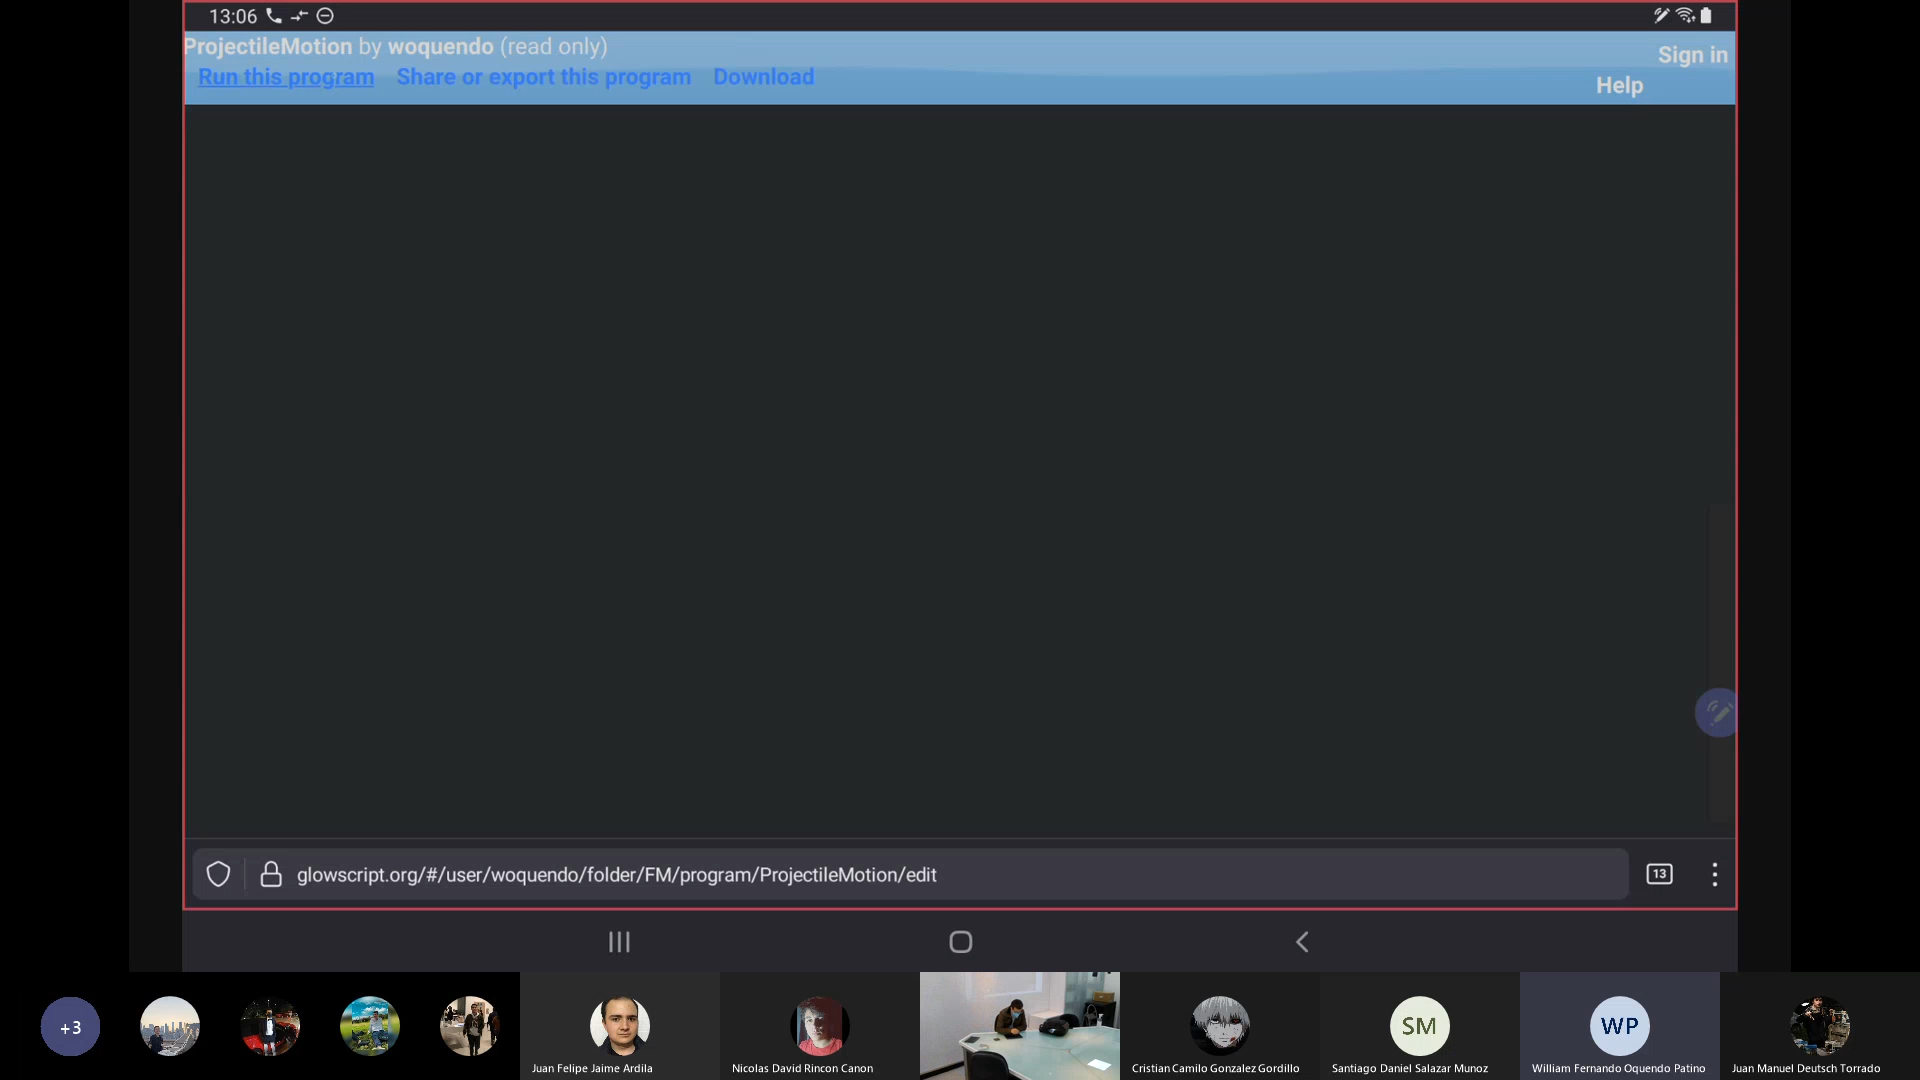 13:06
ProjectileMotion by woquendo (read only)
Sign in
Run this program Share or export this program Download
Help
glowscript.org/#/user/woquendo/folder/FM/program/ProjectileMotion/edit
13
+3
SM
WP
Juan Felipe Jaime Ardila
Nicolas David Rincon Canon
Cristian Camilo Gonzalez Gordillo
Santiago Daniel Salazar Munoz
William Fernando Oquendo Patino
Juan Manuel Deutsch Torrado